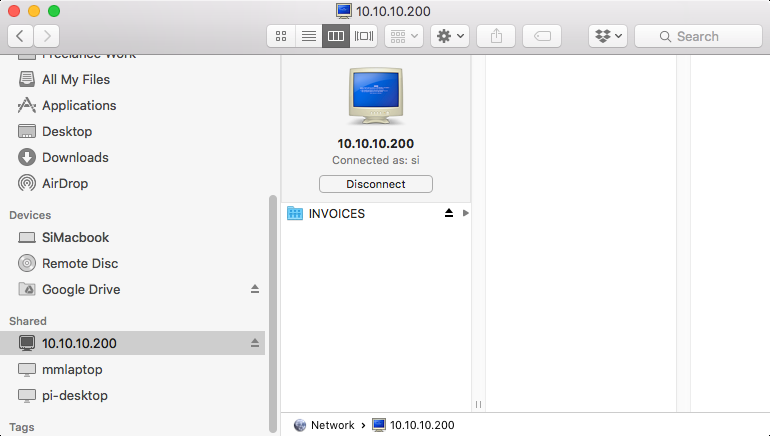 10.10.10.200
Search
Freelance Work
All My Files
Applications
Desktop
Downloads
AirDrop
Devices
SiMacbook
Remote Disc
Google Drive
Shared
10.10.10.200
mmlaptop
pi-desktop
Tags
10.10.10.200
Connected as: si
Disconnect
INVOICES
Network › 10.10.10.200